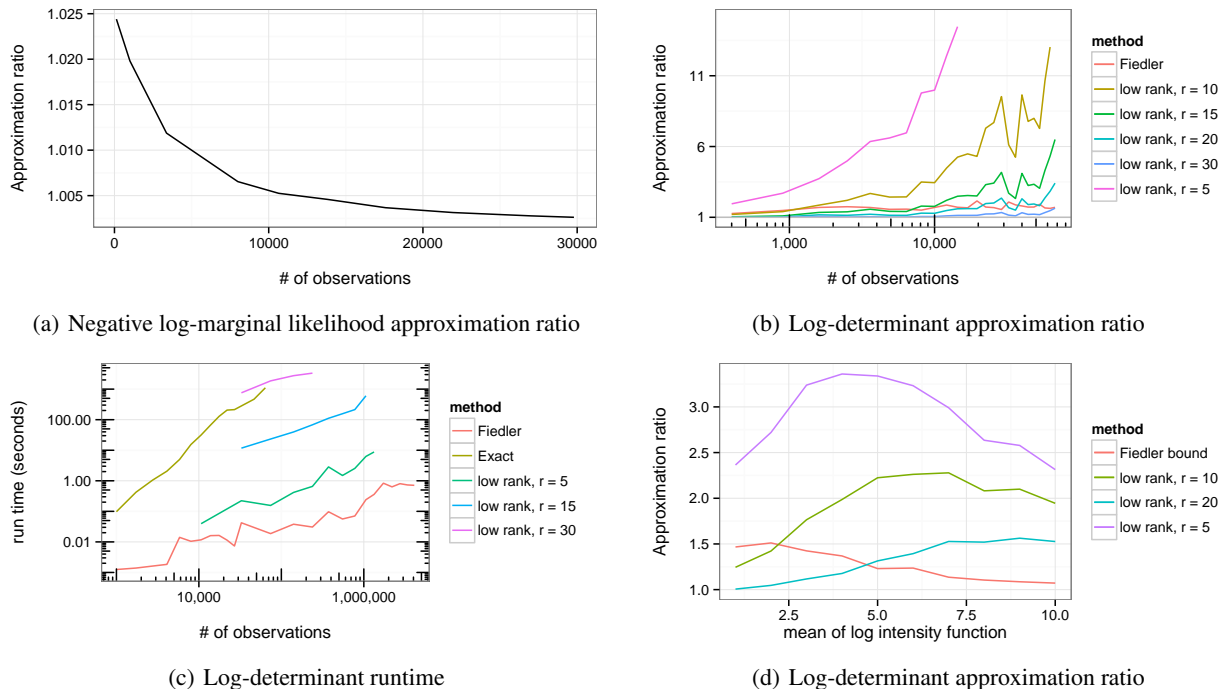 1.025
1.020
1.015
1.010
1.005
Approximation ratio
0
10000
20000
30000
# of observations
(a) Negative log-marginal likelihood approximation ratio
11
6
1
Approximation ratio
1,000
10,000
# of observations
method
Fiedler
low rank, r = 10
low rank, r = 15
low rank, r = 20
low rank, r = 30
low rank, r = 5
(b) Log-determinant approximation ratio
100.00
1.00
0.01
run time (seconds)
10,000
1,000,000
# of observations
method
Fiedler
Exact
low rank, r = 5
low rank, r = 15
low rank, r = 30
(c) Log-determinant runtime
3.0
2.5
2.0
1.5
1.0
Approximation ratio
2.5
5.0
7.5
10.0
mean of log intensity function
method
Fiedler bound
low rank, r = 10
low rank, r = 20
low rank, r = 5
(d) Log-determinant approximation ratio